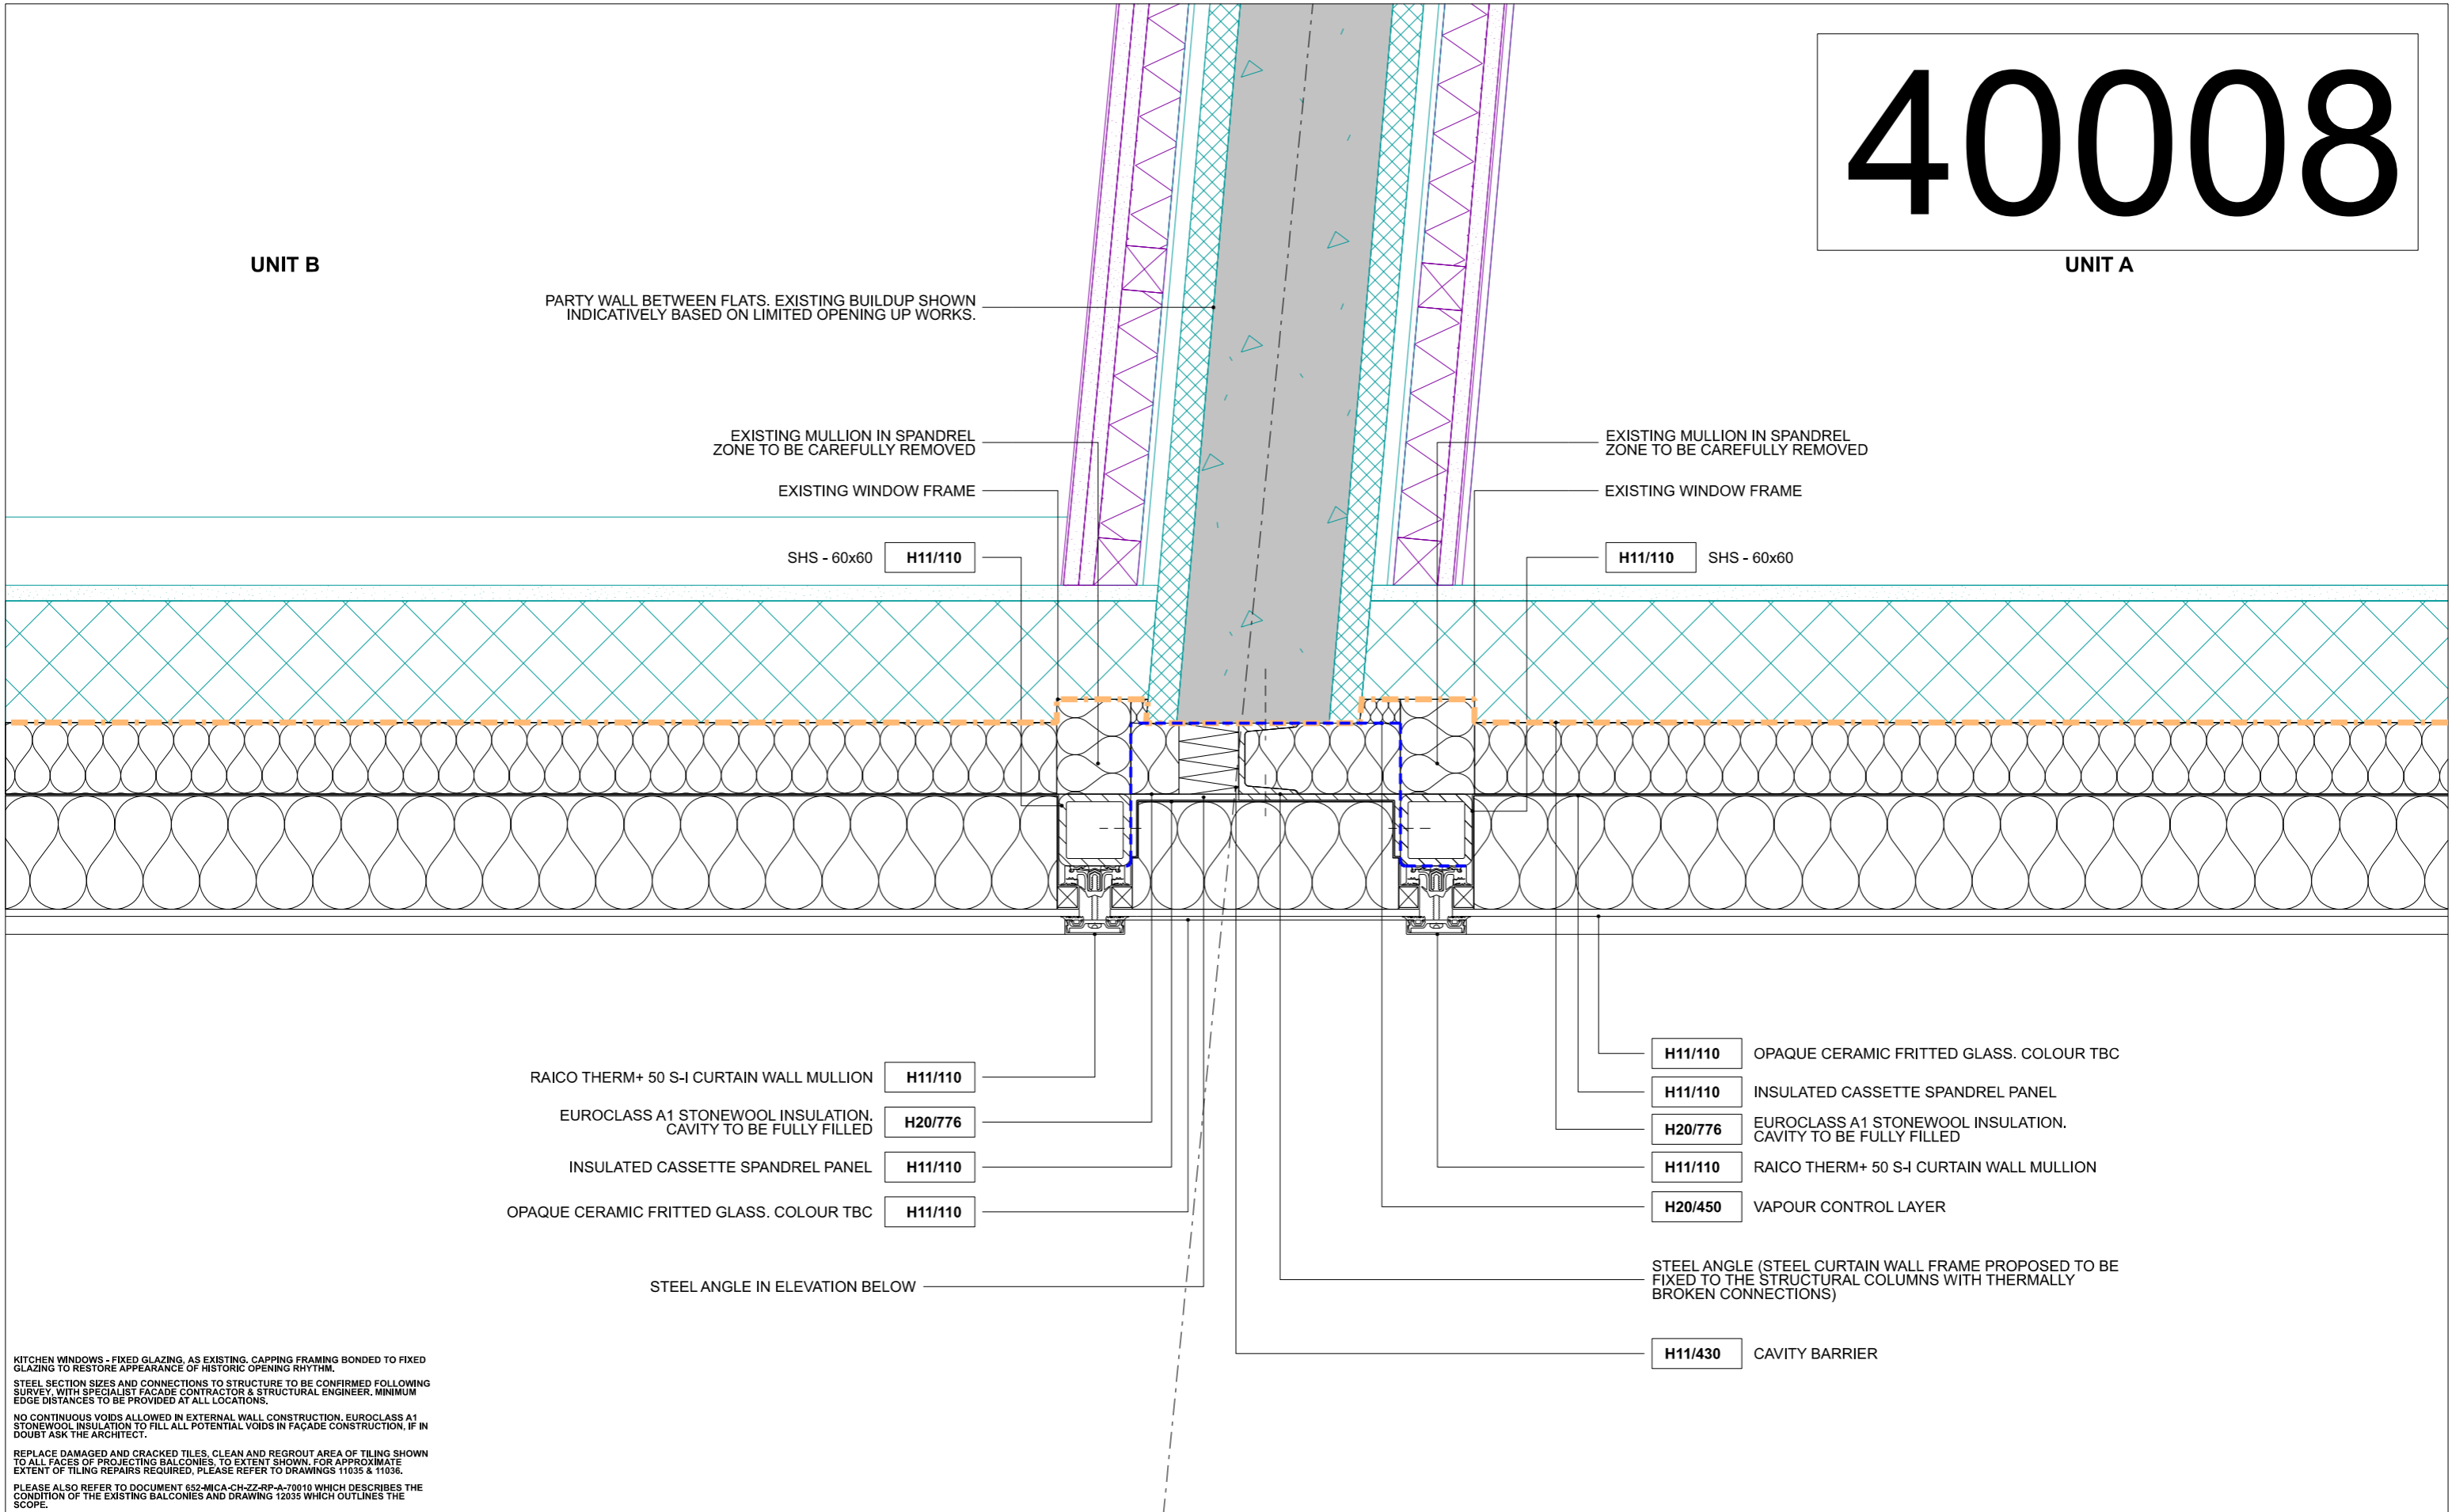 40008
UNIT B
UNIT A
PARTY WALL BETWEEN FLATS. EXISTING BUILDUP SHOWN
INDICATIVELY BASED ON LIMITED OPENING UP WORKS.
EXISTING MULLION IN SPANDREL
ZONE TO BE CAREFULLY REMOVED
EXISTING WINDOW FRAME
SHS - 60x60 H11/110
EXISTING MULLION IN SPANDREL
ZONE TO BE CAREFULLY REMOVED
EXISTING WINDOW FRAME
H11/110 SHS - 60x60
RAICO THERM+ 50 S-I CURTAIN WALL MULLION H11/110
EUROCLASS A1 STONEWOOL INSULATION.
CAVITY TO BE FULLY FILLED H20/776
INSULATED CASSETTE SPANDREL PANEL H11/110
OPAQUE CERAMIC FRITTED GLASS. COLOUR TBC H11/110
STEEL ANGLE IN ELEVATION BELOW
H11/110 OPAQUE CERAMIC FRITTED GLASS. COLOUR TBC
H11/110 INSULATED CASSETTE SPANDREL PANEL
H20/776 EUROCLASS A1 STONEWOOL INSULATION.
CAVITY TO BE FULLY FILLED
H11/110 RAICO THERM+ 50 S-I CURTAIN WALL MULLION
H20/450 VAPOUR CONTROL LAYER
STEEL ANGLE (STEEL CURTAIN WALL FRAME PROPOSED TO BE
FIXED TO THE STRUCTURAL COLUMNS WITH THERMALLY
BROKEN CONNECTIONS)
H11/430 CAVITY BARRIER
KITCHEN WINDOWS - FIXED GLAZING, AS EXISTING. CAPPING FRAMING BONDED TO FIXED
GLAZING TO RESTORE APPEARANCE OF HISTORIC OPENING RHYTHM.
STEEL SECTION SIZES AND CONNECTIONS TO STRUCTURE TO BE CONFIRMED FOLLOWING
SURVEY, WITH SPECIALIST FACADE CONTRACTOR & STRUCTURAL ENGINEER. MINIMUM
EDGE DISTANCES TO BE PROVIDED AT ALL LOCATIONS.
NO CONTINUOUS VOIDS ALLOWED IN EXTERNAL WALL CONSTRUCTION. EUROCLASS A1
STONEWOOL INSULATION TO FILL ALL POTENTIAL VOIDS IN FAÇADE CONSTRUCTION, IF IN
DOUBT ASK THE ARCHITECT.
REPLACE DAMAGED AND CRACKED TILES, CLEAN AND REGROUT AREA OF TILING SHOWN
TO ALL FACES OF PROJECTING BALCONIES, TO EXTENT SHOWN. FOR APPROXIMATE
EXTENT OF TILING REPAIRS REQUIRED, PLEASE REFER TO DRAWINGS 11035 & 11036.
PLEASE ALSO REFER TO DOCUMENT 652-MICA-CH-ZZ-RP-A-70010 WHICH DESCRIBES THE
CONDITION OF THE EXISTING BALCONIES AND DRAWING 12035 WHICH OUTLINES THE
SCOPE.